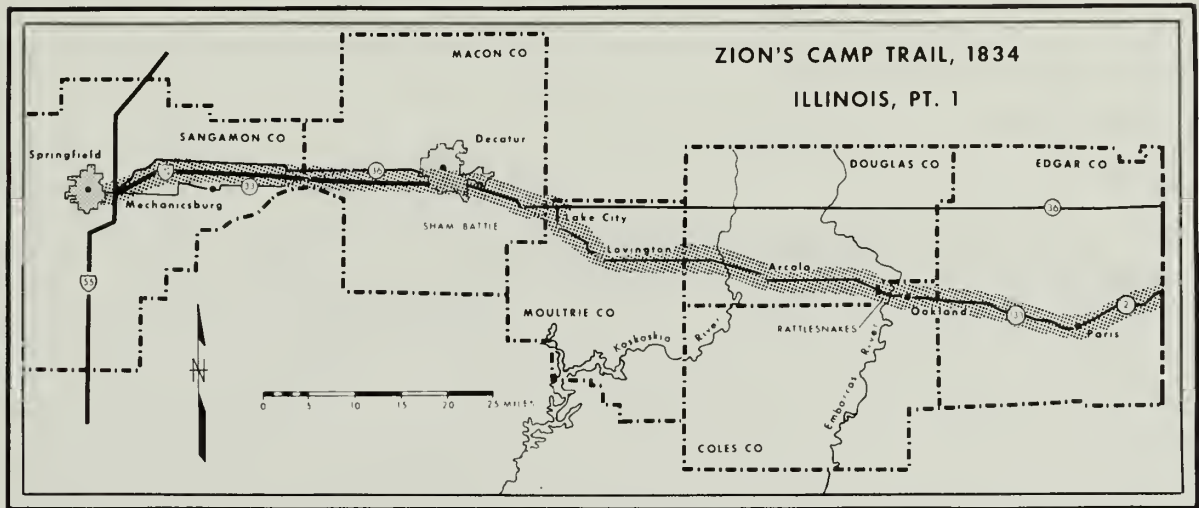 ZION'S CAMP TRAIL, 1834
ILLINOIS, PT. 1
MACON CO
SANGAMON CO
Decatur
DOUGLAS CO
EDGAR CO
Springfield
36
Mechanicsburg
36
SHAM BATTLE
Lake City
Lovington
Arcola
55
MOULTRIE CO
RATTLESNAKES
Oakland
133
2
Paris
Kaskaskia River
Embarras River
N
0 5 10 15 20 25 MILES
COLES CO